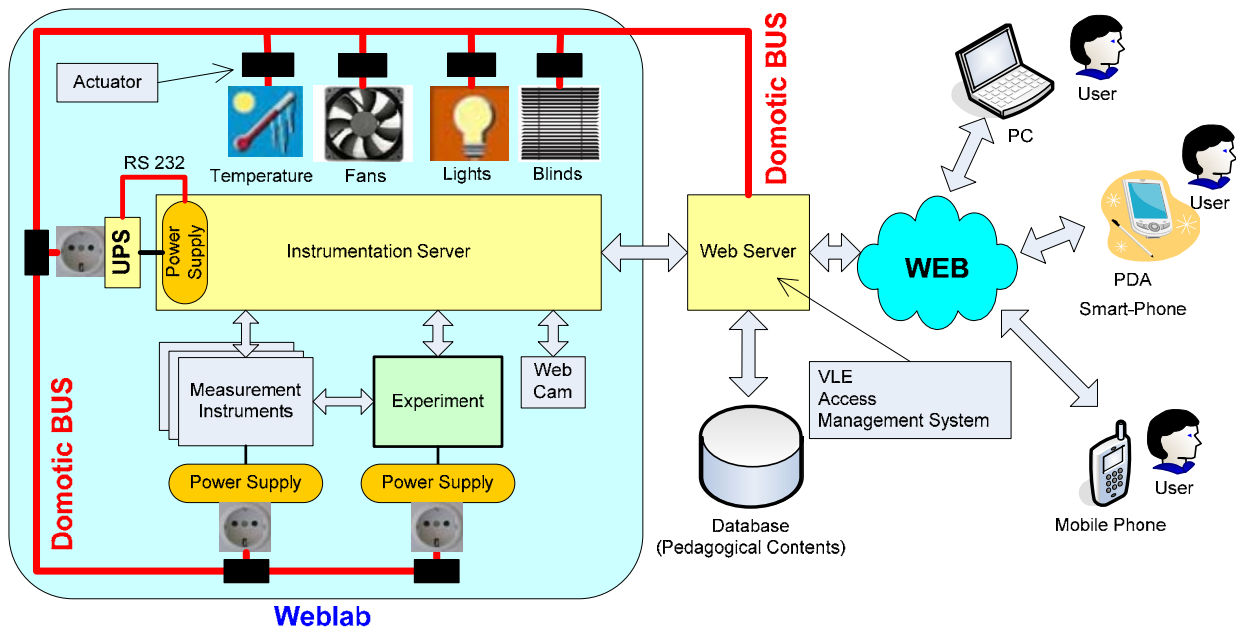 Actuator
Temperature
Fans
Lights
Blinds
Domotic BUS
User
PC
User
PDA
Smart-Phone
RS 232
UPS
Power
Supply
Instrumentation Server
Web Server
WEB
Measurement
Instruments
Experiment
Web
Cam
VLE
Access
Management System
Domotic BUS
Power Supply
Power Supply
Database
(Pedagogical Contents)
User
Mobile Phone
Weblab